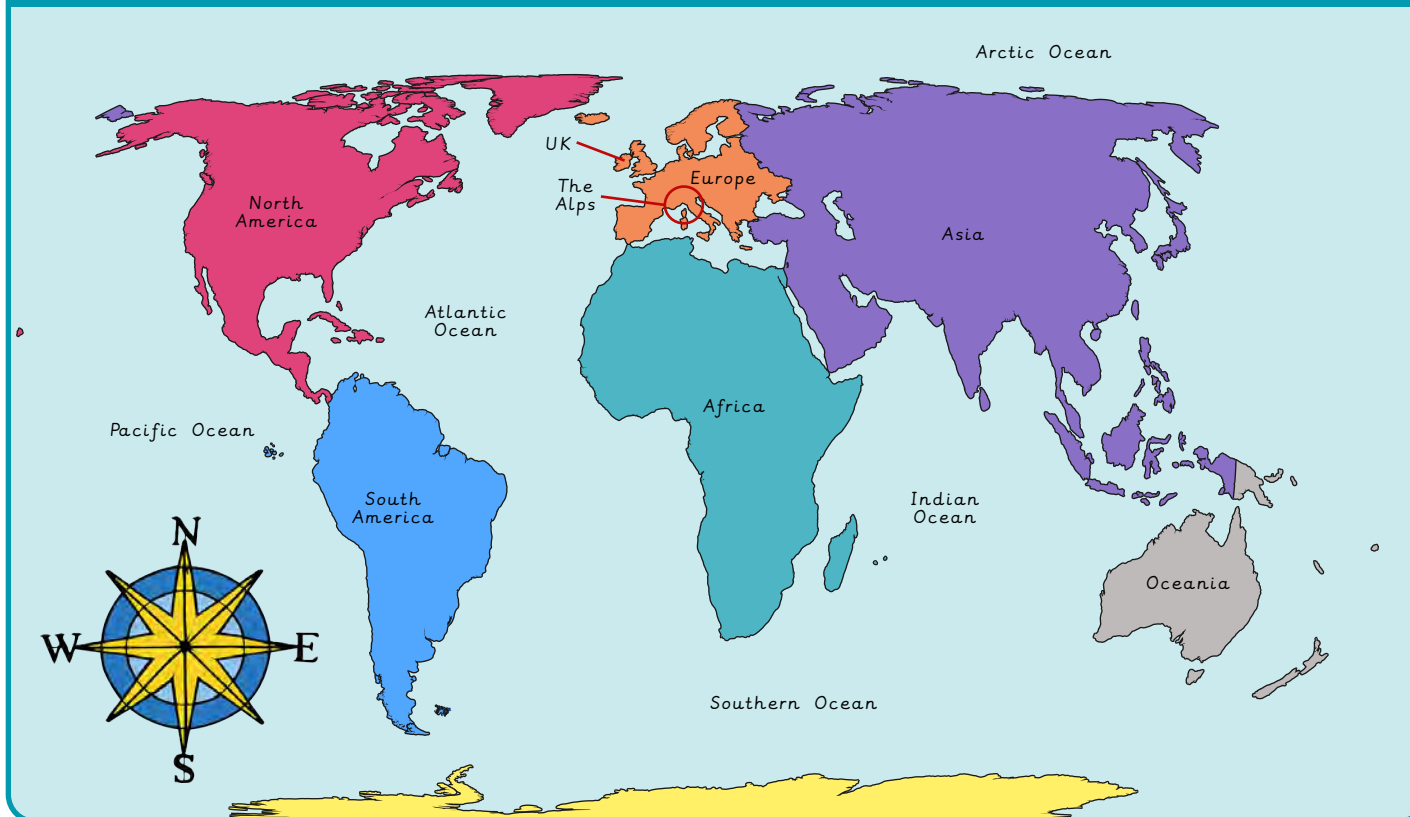 Arctic Ocean
UK
Europe
The
Alps
North
America
Asia
Atlantic
Ocean
Africa
Pacific Ocean
South
America
Indian
Ocean
N
Oceania
W
E
Southern Ocean
S